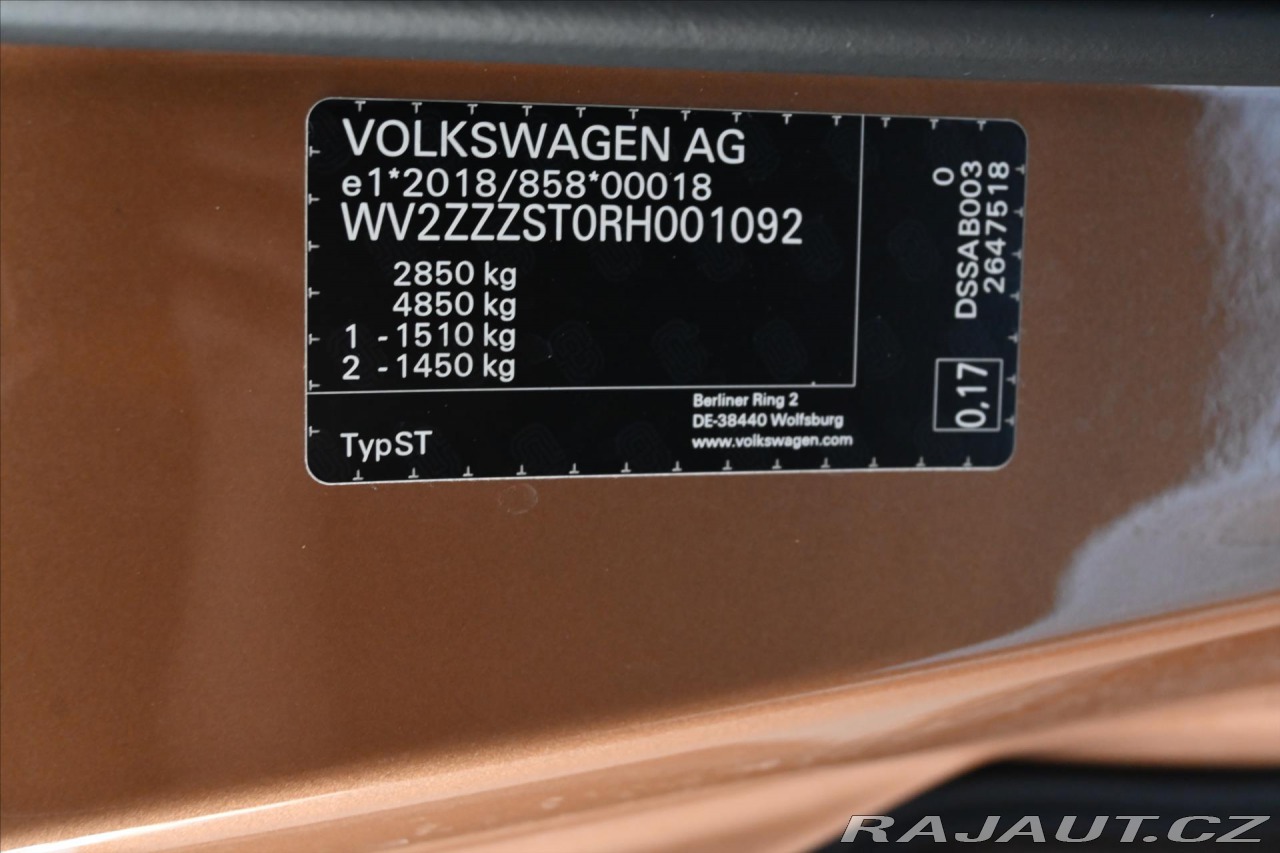 VOLKSWAGEN AG
e1*2018/858*00018
WV2ZZZST0RH001092
2850 kg
4850 kg
1 -1510 kg
2 -1450 kg
Berliner Ring 2
DE-38440 Wolfsburg
www.volkswagen.com
TypST
0
DSSAB003
2647518
0,17
RAJAUT.CZ